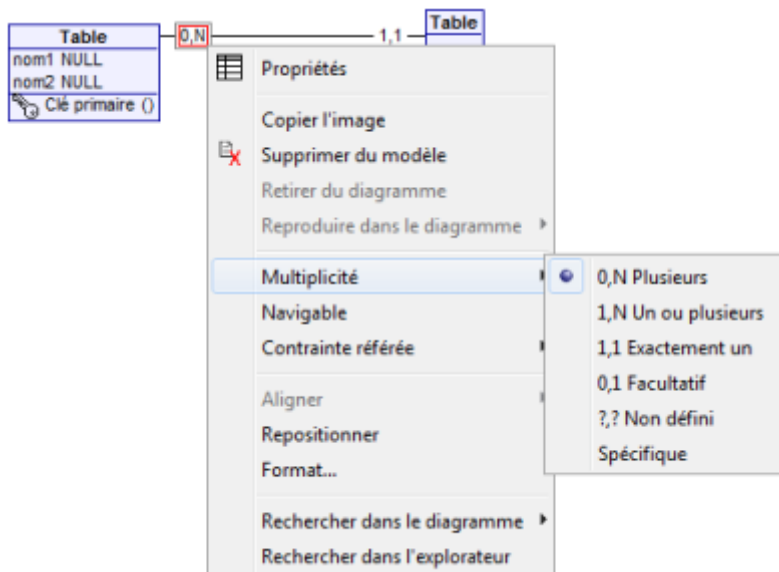 Table
0,N
1,1
Table
nom1 NULL
nom2 NULL
Clé primaire ()
Propriétés
Copier l'image
Supprimer du modèle
Retirer du diagramme
Reproduire dans le diagramme
Multiplicité
Navigable
Contrainte référée
Aligner
Repositionner
Format...
Rechercher dans le diagramme
Rechercher dans l'explorateur
0,N Plusieurs
1,N Un ou plusieurs
1,1 Exactement un
0,1 Facultatif
?,? Non défini
Spécifique